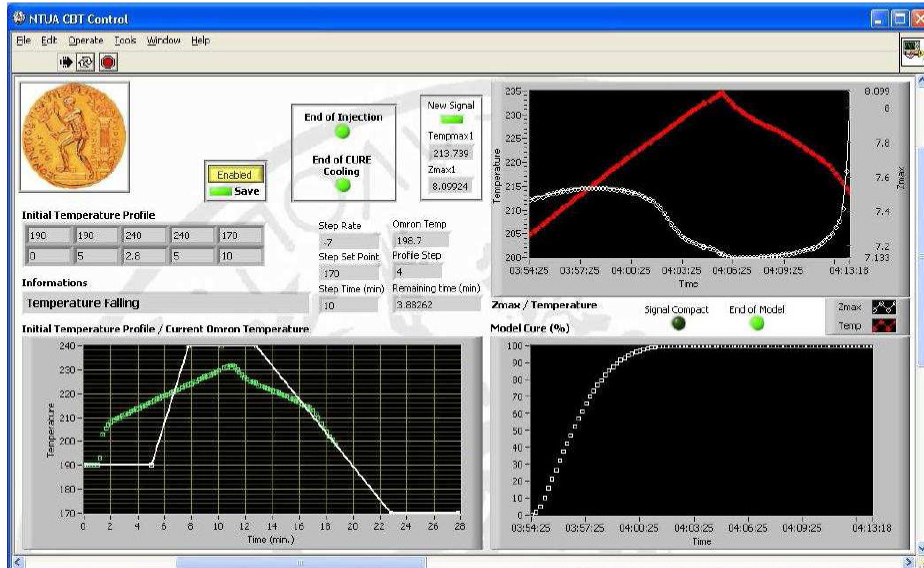 NTUA CBT Control
File Edit Operate Tools Window Help
End of Injection
End of CURE
Cooling
New Signal
Tempmax1
213.739
Zmax1
8.09924
Enabled
Save
Initial Temperature Profile
190 190 240 240 170
0 5 2.8 5 10
Informations
Temperature Falling
Step Rate
-7
Step Set Point
170
Step Time (min)
10
Omron Temp
198.7
Profile Step
4
Remaining time (min)
3.88262
Temperature
235
230
225
220
215
210
205
200
8.099
8
7.8
7.6
7.4
7.2
7.133
Zmax
03:54:25 03:57:25 04:00:25 04:03:25 04:06:25 04:09:25 04:13:18
Time
Zmax / Temperature
Signal Compact
End of Model
Zmax
Temp
Initial Temperature Profile / Current Omron Temperature
Temperature
240
230
220
210
200
190
180
170
0 2 4 6 8 10 12 14 16 18 20 22 24 26 28
Time (min.)
Model Cure (%)
100
90
80
70
60
50
40
30
20
10
0
03:54:25 03:57:25 04:00:25 04:03:25 04:06:25 04:09:25 04:13:18
Time